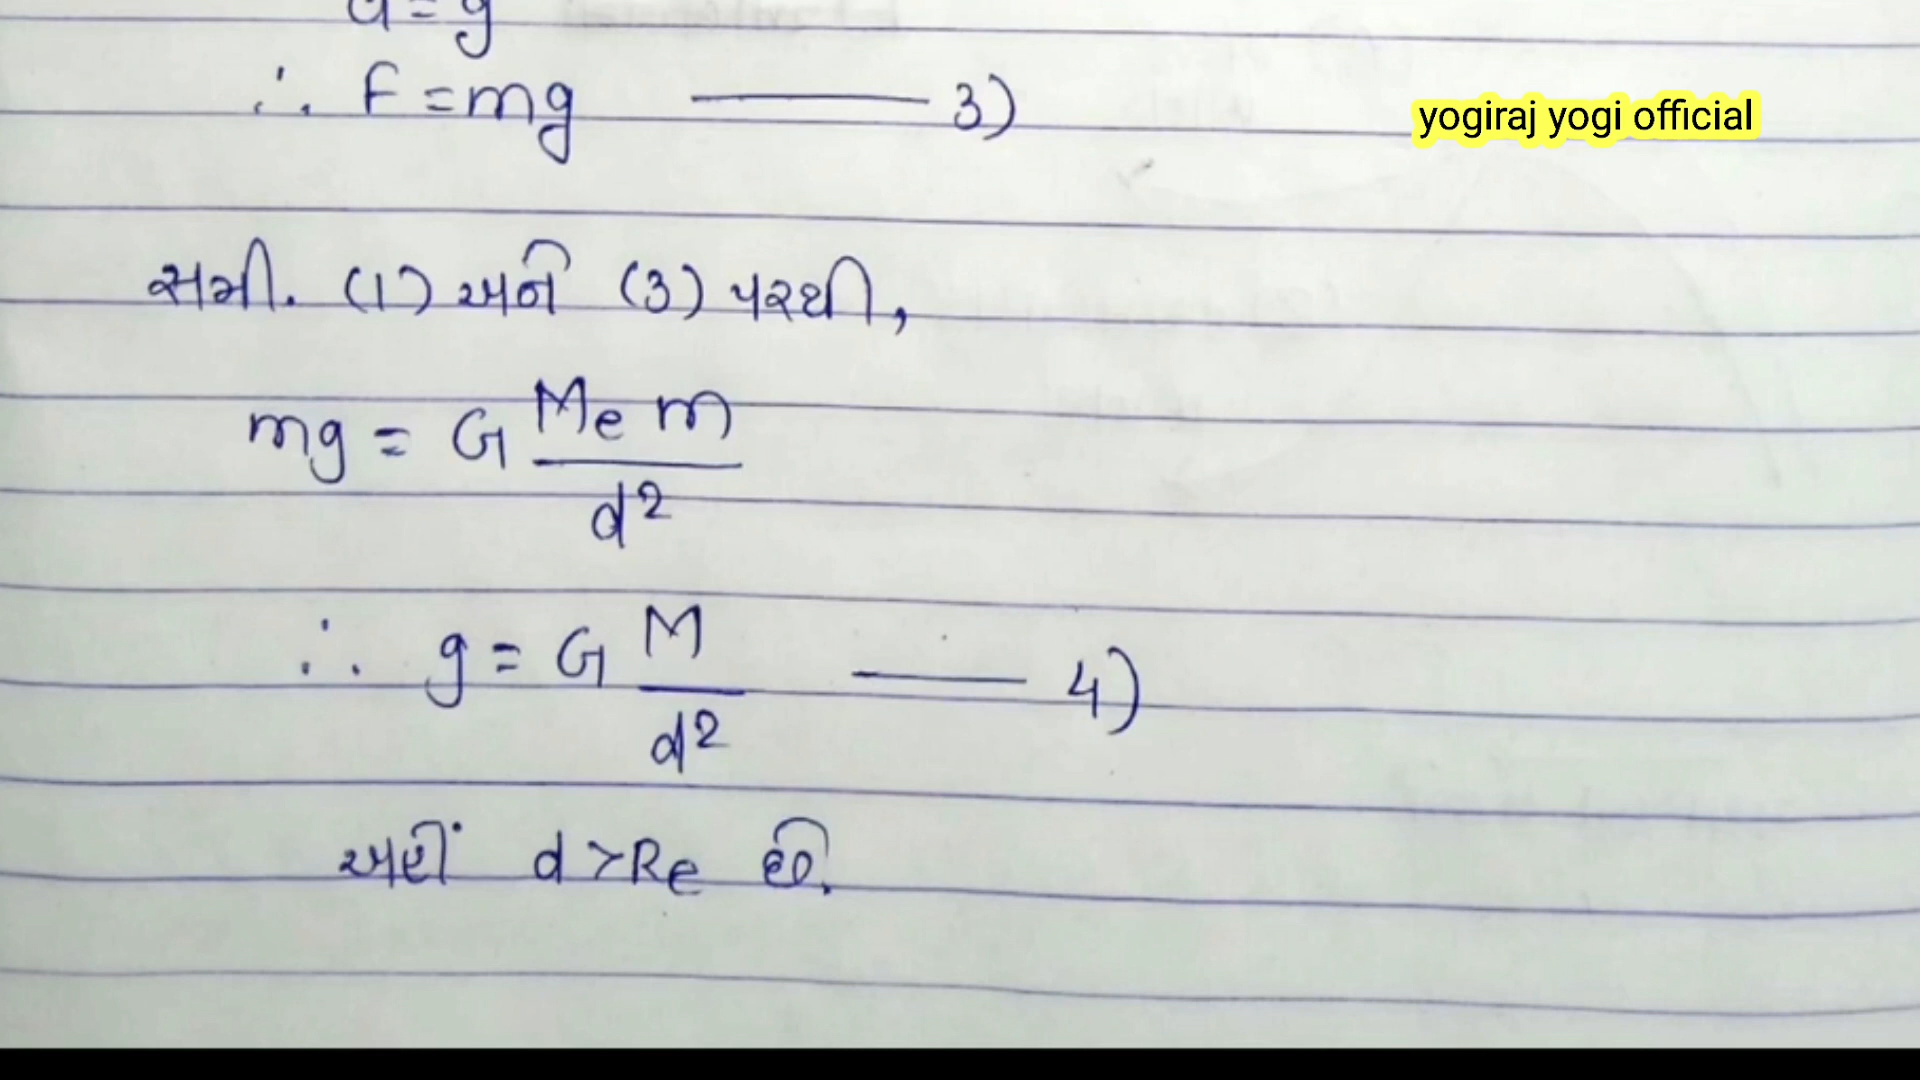 a = g
∴ F = mg ——— 3)
yogiraj yogi official
સમી. (1) અને (3) પરથી,
mg = G Me m / d²
∴ g = G M / d² ——— 4)
અહીં d > Re છે.